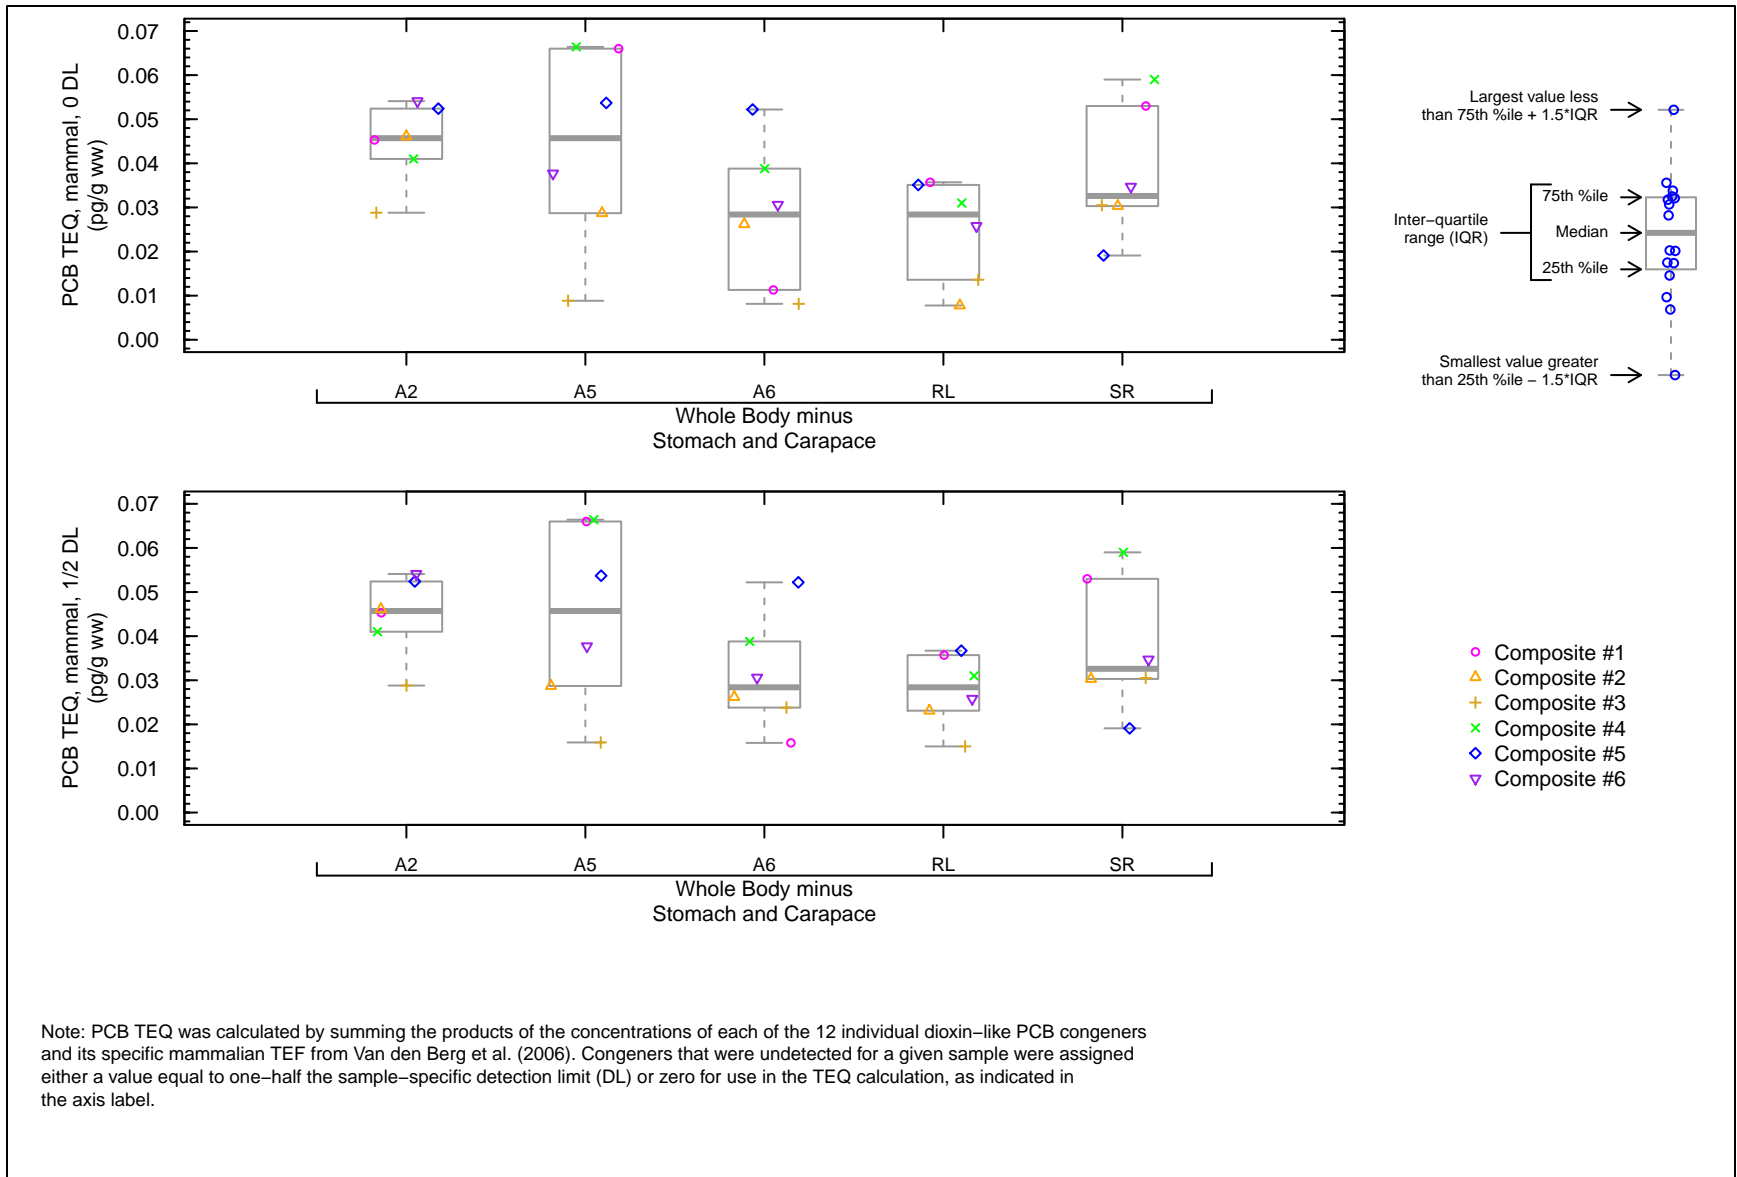 PCB TEQ, mammal, 0 DL
(pg/g ww)
0.07
0.06
0.05
0.04
0.03
0.02
0.01
0.00
A2
A5
A6
RL
SR
Whole Body minus
Stomach and Carapace
Largest value less
than 75th %ile + 1.5*IQR
75th %ile
Inter−quartile
range (IQR)
Median
25th %ile
Smallest value greater
than 25th %ile − 1.5*IQR
PCB TEQ, mammal, 1/2 DL
(pg/g ww)
0.07
0.06
0.05
0.04
0.03
0.02
0.01
0.00
A2
A5
A6
RL
SR
Whole Body minus
Stomach and Carapace
Composite #1
Composite #2
Composite #3
Composite #4
Composite #5
Composite #6
Note: PCB TEQ was calculated by summing the products of the concentrations of each of the 12 individual dioxin−like PCB congeners
and its specific mammalian TEF from Van den Berg et al. (2006). Congeners that were undetected for a given sample were assigned
either a value equal to one−half the sample−specific detection limit (DL) or zero for use in the TEQ calculation, as indicated in
the axis label.